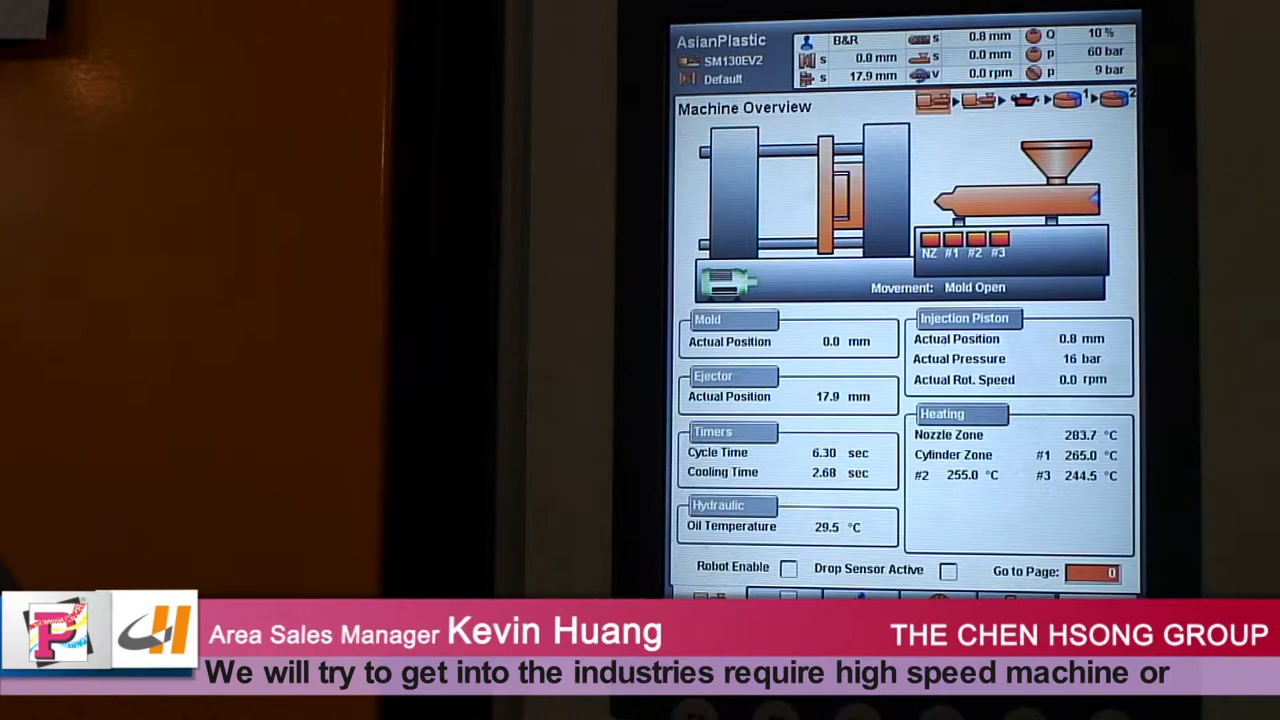 AsianPlastic
SM130EV2
Default
B&R
S 0.0 mm
S 17.9 mm
S 0.8 mm
S 0.0 mm
V 0.0 rpm
Q 10 %
p 60 bar
p 9 bar
Machine Overview
1
2
NZ #1 #2 #3
Movement: Mold Open
Mold
Actual Position 0.0 mm
Ejector
Actual Position 17.9 mm
Timers
Cycle Time 6.30 sec
Cooling Time 2.68 sec
Hydraulic
Oil Temperature 29.5 °C
Injection Piston
Actual Position 0.8 mm
Actual Pressure 16 bar
Actual Rot. Speed 0.0 rpm
Heating
Nozzle Zone 283.7 °C
Cylinder Zone #1 265.0 °C
#2 255.0 °C #3 244.5 °C
Robot Enable
Drop Sensor Active
Go to Page: 0
P
Area Sales Manager Kevin Huang
THE CHEN HSONG GROUP
We will try to get into the industries require high speed machine or